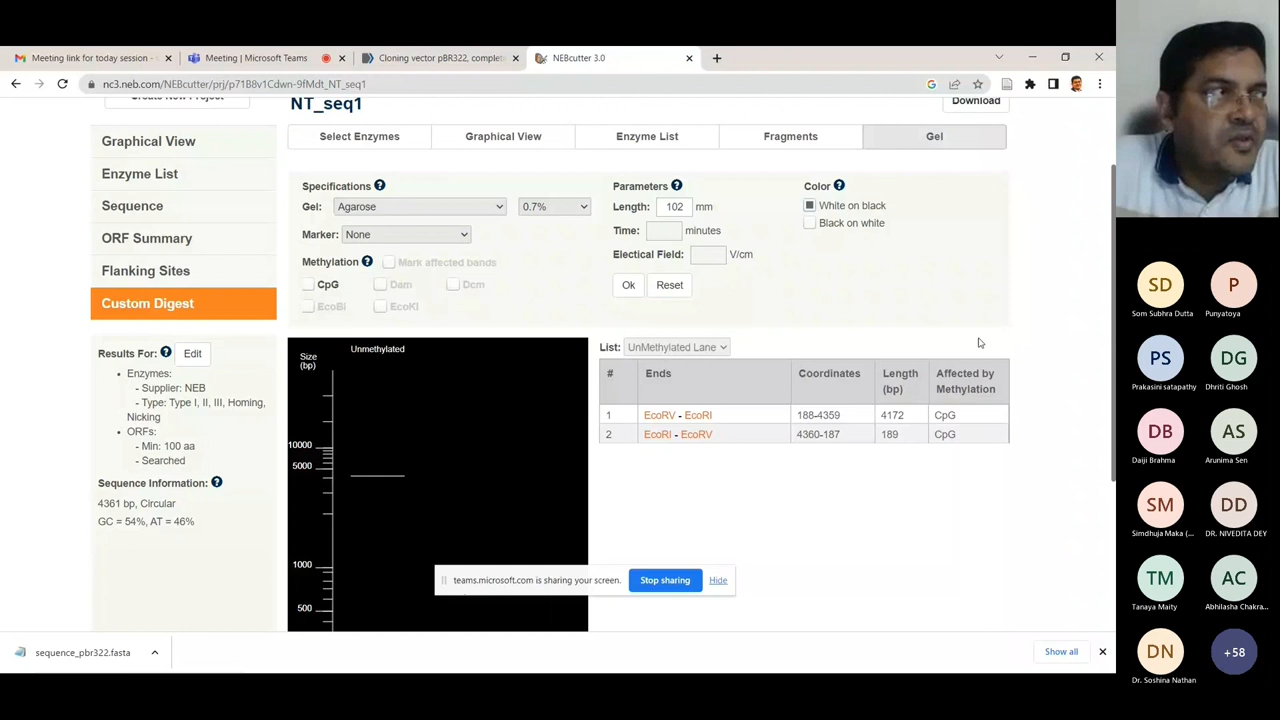 Meeting link for today session -
Meeting | Microsoft Teams
Cloning vector pBR322, complete
NEBcutter 3.0
nc3.neb.com/NEBcutter/prj/p71B8v1Cdwn-9fMdt_NT_seq1
Create New Project
NT_seq1
Download
Graphical View
Enzyme List
Sequence
ORF Summary
Flanking Sites
Custom Digest
Select Enzymes
Graphical View
Enzyme List
Fragments
Gel
Specifications
Gel: Agarose 0.7%
Marker: None
Methylation Mark affected bands
CpG Dam Dcm
EcoBI EcoKI
Parameters
Length: 102 mm
Time: minutes
Electical Field: V/cm
Ok Reset
Color
White on black
Black on white
Results For: Edit
Enzymes:
- Supplier: NEB
- Type: Type I, II, III, Homing,
Nicking
ORFs:
- Min: 100 aa
- Searched
Sequence Information:
4361 bp, Circular
GC = 54%, AT = 46%
Size
(bp)
Unmethylated
10000
5000
1000
500
List: UnMethylated Lane
# Ends Coordinates Length (bp) Affected by Methylation
1 EcoRV - EcoRI 188-4359 4172 CpG
2 EcoRI - EcoRV 4360-187 189 CpG
teams.microsoft.com is sharing your screen. Stop sharing Hide
sequence_pbr322.fasta
Show all
SD
Som Subhra Dutta
P
Punyatoya
PS
Prakasini satapathy
DG
Dhriti Ghosh
DB
Daiji Brahma
AS
Arunima Sen
SM
Simdhuja Maka (...
DD
DR. NIVEDITA DEY
TM
Tanaya Maity
AC
Abhilasha Chakra...
DN
Dr. Soshina Nathan
+58